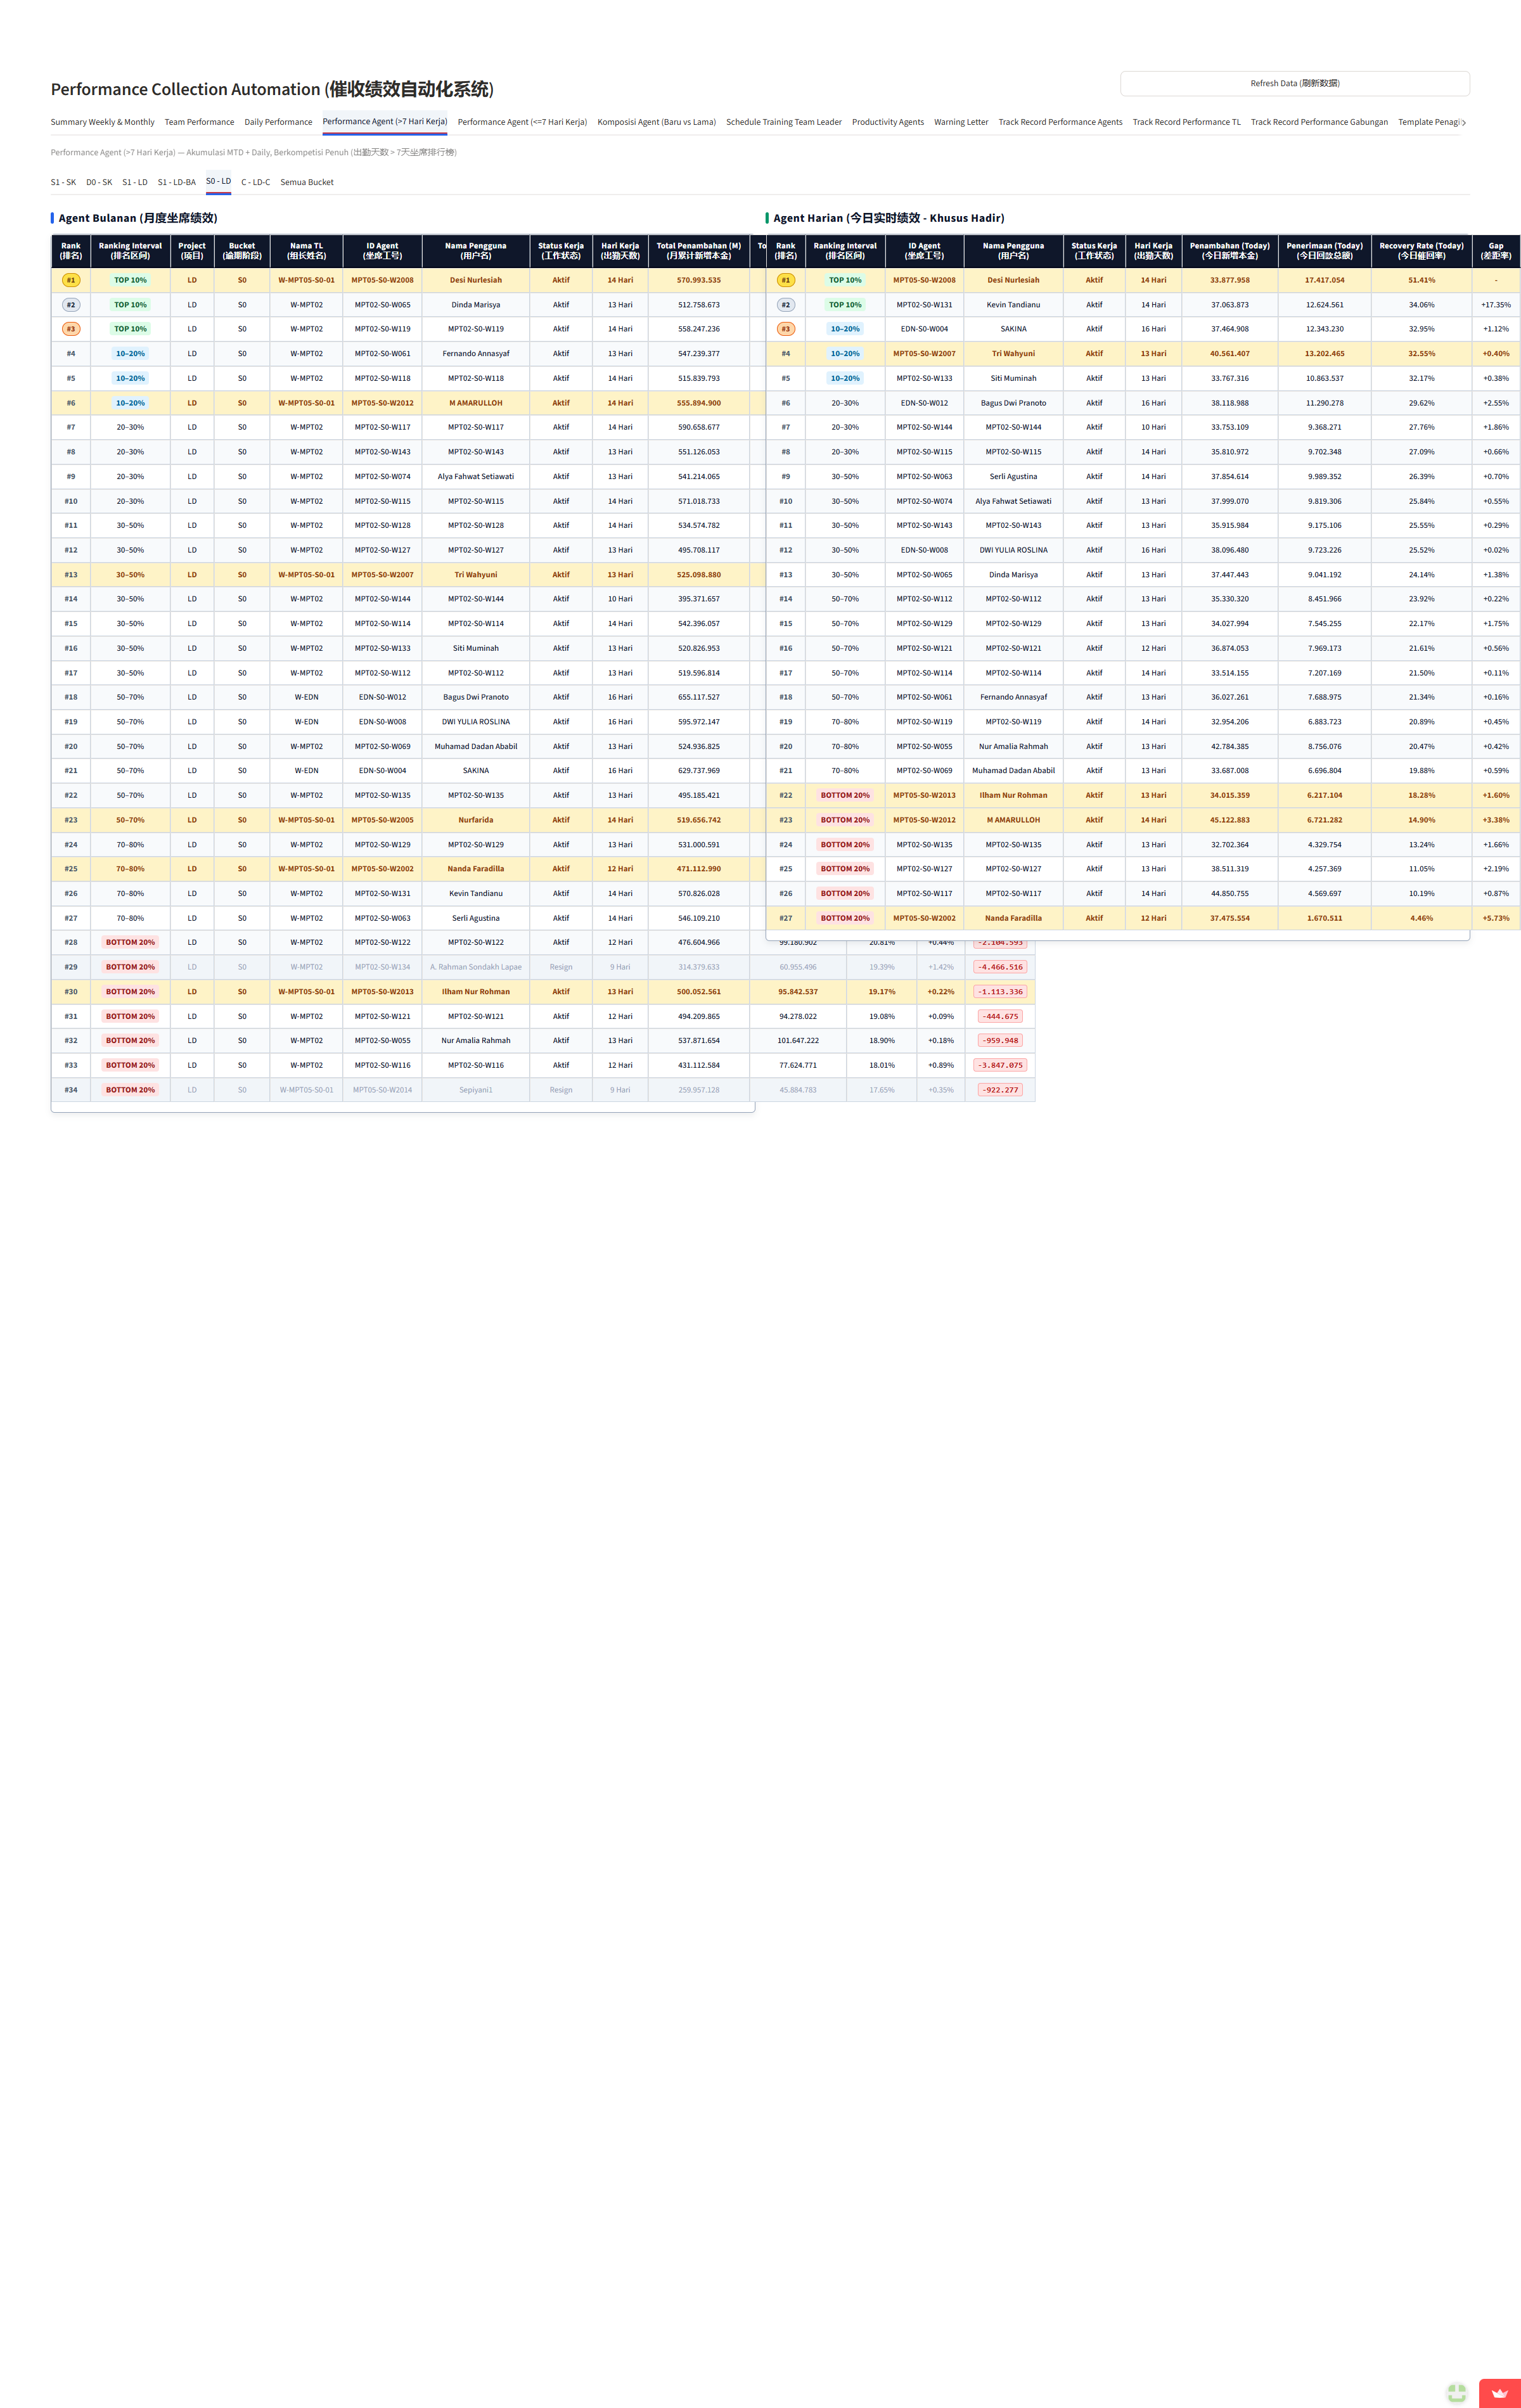 Performance Collection Automation (催收绩效自动化系统)
Refresh Data (刷新数据)
Summary Weekly & Monthly Team Performance Daily Performance Performance Agent (>7 Hari Kerja) Performance Agent (<=7 Hari Kerja) Komposisi Agent (Baru vs Lama) Schedule Training Team Leader Productivity Agents Warning Letter Track Record Performance Agents Track Record Performance TL Track Record Performance Gabungan Template Penagi
Performance Agent (>7 Hari Kerja) — Akumulasi MTD + Daily, Berkompetisi Penuh (出勤天数 > 7天坐席排行榜)
S1 - SK D0 - SK S1 - LD S1 - LD-BA S0 - LD C - LD-C Semua Bucket
Agent Bulanan (月度坐席绩效)
Rank Ranking Interval Project Bucket Nama TL ID Agent Nama Pengguna Status Kerja Hari Kerja Total Penambahan (M) To
(排名) (排名区间) (项目) (逾期阶段) (组长姓名) (坐席工号) (用户名) (工作状态) (出勤天数) (月累计新增本金)
#1 TOP 10% LD S0 W-MPT05-S0-01 MPT05-S0-W2008 Desi Nurlesiah Aktif 14 Hari 570.993.535
#2 TOP 10% LD S0 W-MPT02 MPT02-S0-W065 Dinda Marisya Aktif 13 Hari 512.758.673
#3 TOP 10% LD S0 W-MPT02 MPT02-S0-W119 MPT02-S0-W119 Aktif 14 Hari 558.247.236
#4 10–20% LD S0 W-MPT02 MPT02-S0-W061 Fernando Annasyaf Aktif 13 Hari 547.239.377
#5 10–20% LD S0 W-MPT02 MPT02-S0-W118 MPT02-S0-W118 Aktif 13 Hari 515.839.793
#6 10–20% LD S0 W-MPT05-S0-01 MPT05-S0-W2012 M AMARULLOH Aktif 14 Hari 555.894.900
#7 20–30% LD S0 W-MPT02 MPT02-S0-W117 MPT02-S0-W117 Aktif 14 Hari 590.658.677
#8 20–30% LD S0 W-MPT02 MPT02-S0-W143 MPT02-S0-W143 Aktif 13 Hari 551.126.053
#9 20–30% LD S0 W-MPT02 MPT02-S0-W074 Alya Fahwat Setiawati Aktif 13 Hari 541.214.065
#10 20–30% LD S0 W-MPT02 MPT02-S0-W115 MPT02-S0-W115 Aktif 14 Hari 571.018.733
#11 30–50% LD S0 W-MPT02 MPT02-S0-W128 MPT02-S0-W128 Aktif 14 Hari 534.574.782
#12 30–50% LD S0 W-MPT02 MPT02-S0-W127 MPT02-S0-W127 Aktif 13 Hari 495.708.117
#13 30–50% LD S0 W-MPT05-S0-01 MPT05-S0-W2007 Tri Wahyuni Aktif 13 Hari 525.098.880
#14 30–50% LD S0 W-MPT02 MPT02-S0-W144 MPT02-S0-W144 Aktif 10 Hari 395.371.657
#15 30–50% LD S0 W-MPT02 MPT02-S0-W114 MPT02-S0-W114 Aktif 14 Hari 542.396.057
#16 30–50% LD S0 W-MPT02 MPT02-S0-W133 Siti Muminah Aktif 13 Hari 520.826.953
#17 30–50% LD S0 W-MPT02 MPT02-S0-W112 MPT02-S0-W112 Aktif 13 Hari 519.596.814
#18 50–70% LD S0 W-EDN EDN-S0-W012 Bagus Dwi Pranoto Aktif 16 Hari 655.117.527
#19 50–70% LD S0 W-EDN EDN-S0-W008 DWI YULIA ROSLINA Aktif 16 Hari 595.972.147
#20 50–70% LD S0 W-MPT02 MPT02-S0-W069 Muhamad Dadan Ababil Aktif 13 Hari 524.936.825
#21 50–70% LD S0 W-EDN EDN-S0-W004 SAKINA Aktif 16 Hari 629.737.969
#22 50–70% LD S0 W-MPT02 MPT02-S0-W135 MPT02-S0-W135 Aktif 13 Hari 495.185.421
#23 50–70% LD S0 W-MPT05-S0-01 MPT05-S0-W2005 Nurfarida Aktif 14 Hari 519.656.742
#24 70–80% LD S0 W-MPT02 MPT02-S0-W129 MPT02-S0-W129 Aktif 13 Hari 531.000.591
#25 70–80% LD S0 W-MPT05-S0-01 MPT05-S0-W2002 Nanda Faradilla Aktif 12 Hari 471.112.990
#26 70–80% LD S0 W-MPT02 MPT02-S0-W131 Kevin Tandianu Aktif 14 Hari 570.826.028
#27 70–80% LD S0 W-MPT02 MPT02-S0-W063 Serli Agustina Aktif 14 Hari 546.109.210
#28 BOTTOM 20% LD S0 W-MPT02 MPT02-S0-W122 MPT02-S0-W122 Aktif 12 Hari 476.604.966 99.180.902 20.81% +0.44% -2.104.593
#29 BOTTOM 20% LD S0 W-MPT02 MPT02-S0-W134 A. Rahman Sondakh Lapae Resign 9 Hari 314.379.633 60.955.496 19.39% +1.42% -4.466.516
#30 BOTTOM 20% LD S0 W-MPT05-S0-01 MPT05-S0-W2013 Ilham Nur Rohman Aktif 13 Hari 500.052.561 95.842.537 19.17% +0.22% -1.113.336
#31 BOTTOM 20% LD S0 W-MPT02 MPT02-S0-W121 MPT02-S0-W121 Aktif 12 Hari 494.209.865 94.278.022 19.08% +0.09% -444.675
#32 BOTTOM 20% LD S0 W-MPT02 MPT02-S0-W055 Nur Amalia Rahmah Aktif 13 Hari 537.871.654 101.647.222 18.90% +0.18% -959.948
#33 BOTTOM 20% LD S0 W-MPT02 MPT02-S0-W116 MPT02-S0-W116 Aktif 12 Hari 431.112.584 77.624.771 18.01% +0.89% -3.847.075
#34 BOTTOM 20% LD S0 W-MPT05-S0-01 MPT05-S0-W2014 Sepiyani1 Resign 9 Hari 259.957.128 45.884.783 17.65% +0.35% -922.277
Agent Harian (今日实时绩效 - Khusus Hadir)
Rank Ranking Interval ID Agent Nama Pengguna Status Kerja Hari Kerja Penambahan (Today) Penerimaan (Today) Recovery Rate (Today) Gap
(排名) (排名区间) (坐席工号) (用户名) (工作状态) (出勤天数) (今日新增本金) (今日回款总额) (今日催回率) (差距率)
#1 TOP 10% MPT05-S0-W2008 Desi Nurlesiah Aktif 14 Hari 33.877.958 17.417.054 51.41% -
#2 TOP 10% MPT02-S0-W131 Kevin Tandianu Aktif 14 Hari 37.063.873 12.624.561 34.06% +17.35%
#3 10–20% EDN-S0-W004 SAKINA Aktif 16 Hari 37.464.908 12.343.230 32.95% +1.12%
#4 10–20% MPT05-S0-W2007 Tri Wahyuni Aktif 13 Hari 40.561.407 13.202.465 32.55% +0.40%
#5 10–20% MPT02-S0-W133 Siti Muminah Aktif 13 Hari 33.767.316 10.863.537 32.17% +0.38%
#6 20–30% EDN-S0-W012 Bagus Dwi Pranoto Aktif 16 Hari 38.118.988 11.290.278 29.62% +2.55%
#7 20–30% MPT02-S0-W144 MPT02-S0-W144 Aktif 10 Hari 33.753.109 9.368.271 27.76% +1.86%
#8 20–30% MPT02-S0-W115 MPT02-S0-W115 Aktif 14 Hari 35.810.972 9.702.348 27.09% +0.66%
#9 30–50% MPT02-S0-W063 Serli Agustina Aktif 14 Hari 37.854.614 9.989.352 26.39% +0.70%
#10 30–50% MPT02-S0-W074 Alya Fahwat Setiawati Aktif 13 Hari 37.999.070 9.819.306 25.84% +0.55%
#11 30–50% MPT02-S0-W143 MPT02-S0-W143 Aktif 13 Hari 35.915.984 9.175.106 25.55% +0.29%
#12 30–50% EDN-S0-W008 DWI YULIA ROSLINA Aktif 16 Hari 38.096.480 9.723.226 25.52% +0.02%
#13 30–50% MPT02-S0-W065 Dinda Marisya Aktif 13 Hari 37.447.443 9.041.192 24.14% +1.38%
#14 50–70% MPT02-S0-W112 MPT02-S0-W112 Aktif 13 Hari 35.330.320 8.451.966 23.92% +0.22%
#15 50–70% MPT02-S0-W129 MPT02-S0-W129 Aktif 13 Hari 34.027.994 7.545.255 22.17% +1.75%
#16 50–70% MPT02-S0-W121 MPT02-S0-W121 Aktif 12 Hari 36.874.053 7.969.173 21.61% +0.56%
#17 50–70% MPT02-S0-W114 MPT02-S0-W114 Aktif 14 Hari 33.514.155 7.207.169 21.50% +0.11%
#18 50–70% MPT02-S0-W061 Fernando Annasyaf Aktif 13 Hari 36.027.261 7.688.975 21.34% +0.16%
#19 70–80% MPT02-S0-W119 MPT02-S0-W119 Aktif 14 Hari 32.954.206 6.883.723 20.89% +0.45%
#20 70–80% MPT02-S0-W055 Nur Amalia Rahmah Aktif 13 Hari 42.784.385 8.756.076 20.47% +0.42%
#21 70–80% MPT02-S0-W069 Muhamad Dadan Ababil Aktif 13 Hari 33.687.008 6.696.804 19.88% +0.59%
#22 BOTTOM 20% MPT05-S0-W2013 Ilham Nur Rohman Aktif 13 Hari 34.015.359 6.217.104 18.28% +1.60%
#23 BOTTOM 20% MPT05-S0-W2012 M AMARULLOH Aktif 14 Hari 45.122.883 6.721.282 14.90% +3.38%
#24 BOTTOM 20% MPT02-S0-W135 MPT02-S0-W135 Aktif 13 Hari 32.702.364 4.329.754 13.24% +1.66%
#25 BOTTOM 20% MPT02-S0-W127 MPT02-S0-W127 Aktif 13 Hari 38.511.319 4.257.369 11.05% +2.19%
#26 BOTTOM 20% MPT02-S0-W117 MPT02-S0-W117 Aktif 14 Hari 44.850.755 4.569.697 10.19% +0.87%
#27 BOTTOM 20% MPT05-S0-W2002 Nanda Faradilla Aktif 12 Hari 37.475.554 1.670.511 4.46% +5.73%